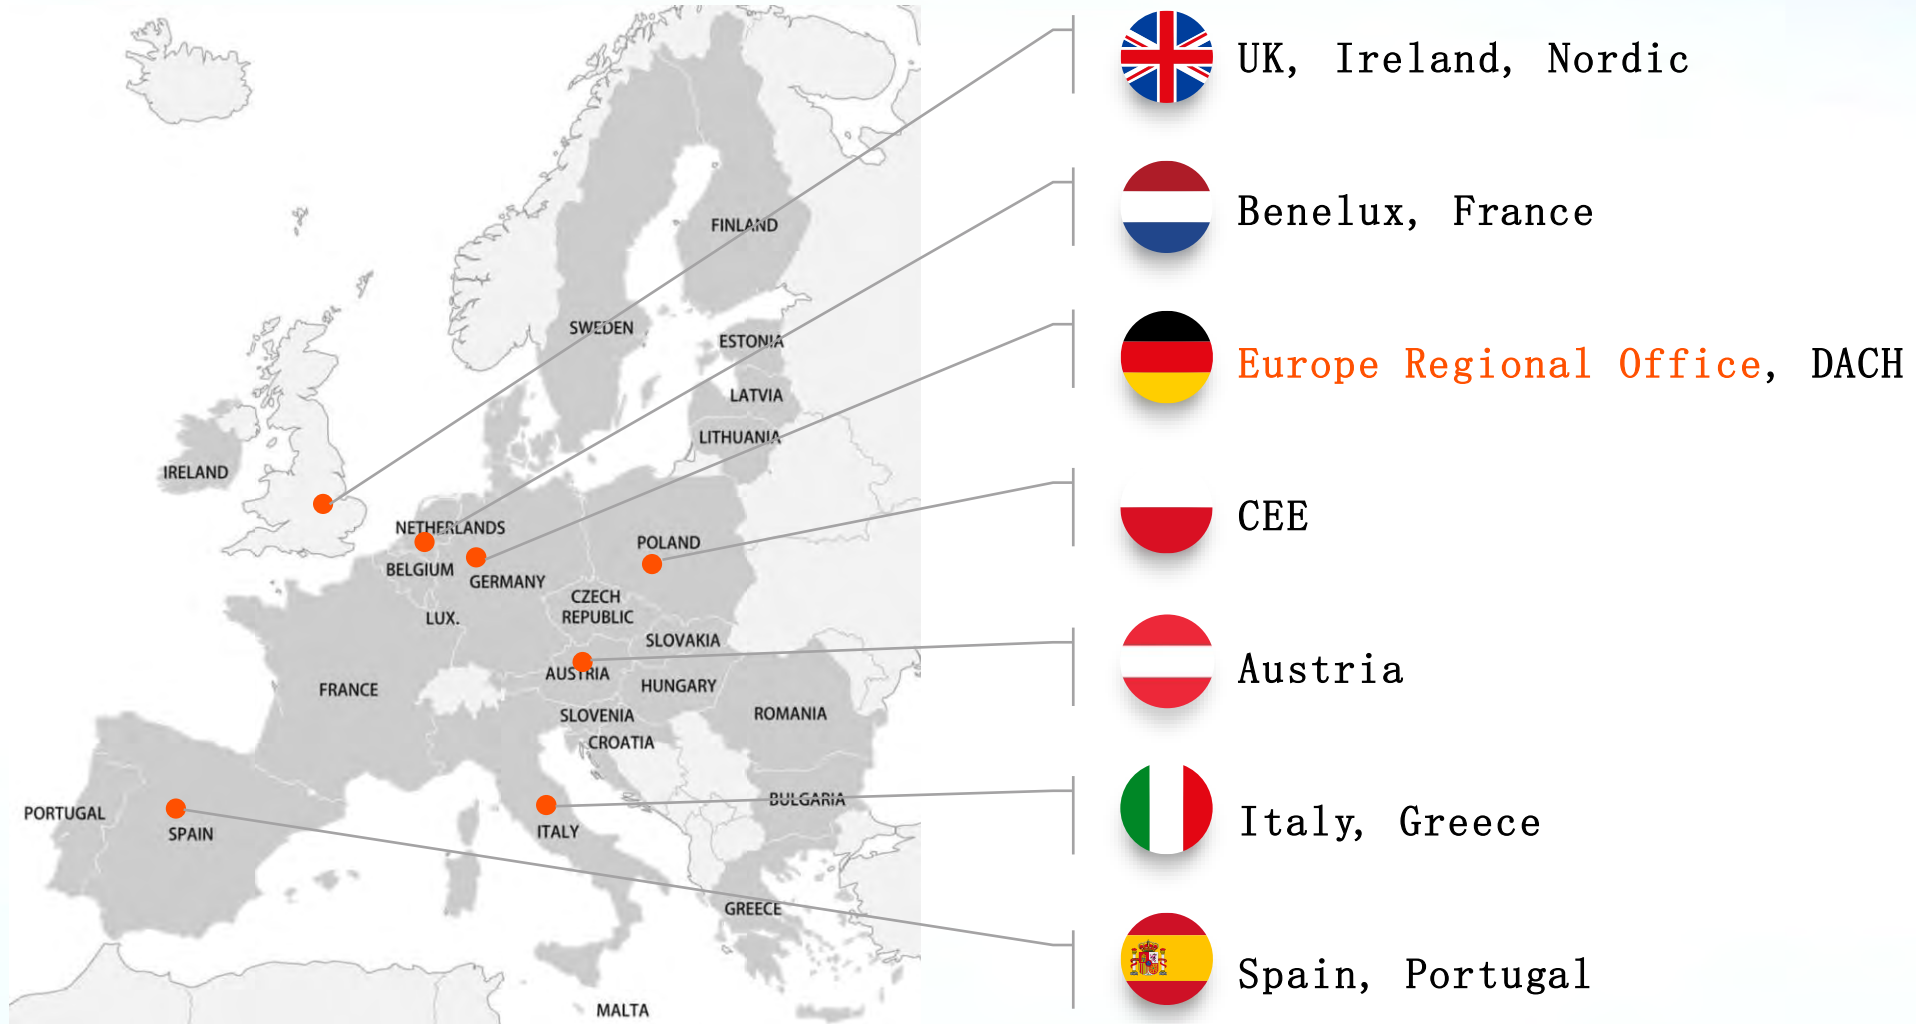 UK, Ireland, Nordic
Benelux, France
Europe Regional Office, DACH
CEE
Austria
Italy, Greece
Spain, Portugal
FINLAND
SWEDEN
ESTONIA
LATVIA
LITHUANIA
IRELAND
NETHERLANDS
POLAND
BELGIUM
GERMANY
CZECH
REPUBLIC
LUX.
SLOVAKIA
AUSTRIA
HUNGARY
FRANCE
SLOVENIA
ROMANIA
CROATIA
BULGARIA
PORTUGAL
SPAIN
ITALY
GREECE
MALTA